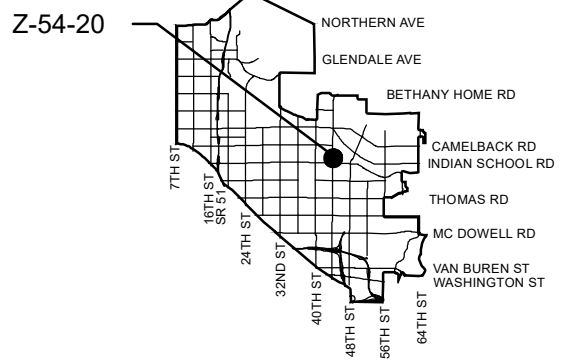 Z-54-20
NORTHERN AVE
GLENDALE AVE
BETHANY HOME RD
CAMELBACK RD
INDIAN SCHOOL RD
THOMAS RD
MC DOWELL RD
VAN BUREN ST
WASHINGTON ST
7TH ST
16TH ST
SR 51
24TH ST
32ND ST
40TH ST
48TH ST
56TH ST
64TH ST